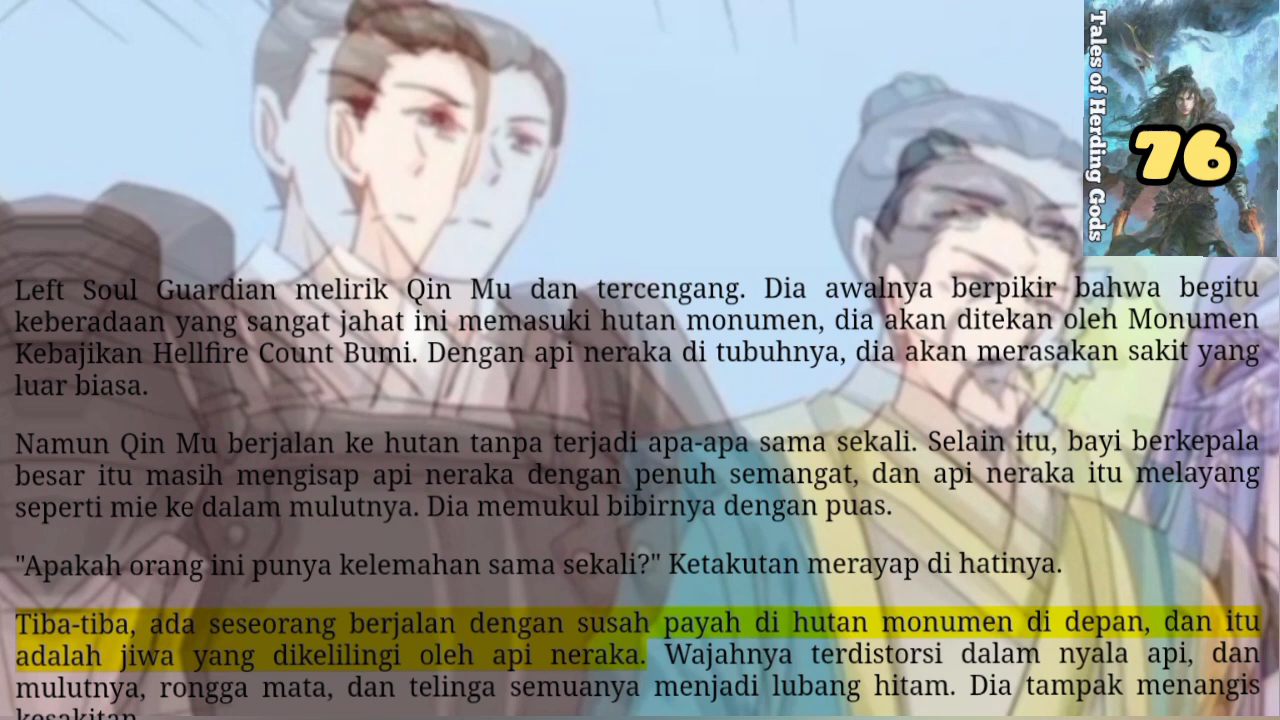 Tales of Herding Gods
76
Left Soul Guardian melirik Qin Mu dan tercengang. Dia awalnya berpikir bahwa begitu
keberadaan yang sangat jahat ini memasuki hutan monumen, dia akan ditekan oleh Monumen
Kebajikan Hellfire Count Bumi. Dengan api neraka di tubuhnya, dia akan merasakan sakit yang
luar biasa.
Namun Qin Mu berjalan ke hutan tanpa terjadi apa-apa sama sekali. Selain itu, bayi berkepala
besar itu masih mengisap api neraka dengan penuh semangat, dan api neraka itu melayang
seperti mie ke dalam mulutnya. Dia memukul bibirnya dengan puas.
"Apakah orang ini punya kelemahan sama sekali?" Ketakutan merayap di hatinya.
Tiba-tiba, ada seseorang berjalan dengan susah payah di hutan monumen di depan, dan itu
adalah jiwa yang dikelilingi oleh api neraka. Wajahnya terdistorsi dalam nyala api, dan
mulutnya, rongga mata, dan telinga semuanya menjadi lubang hitam. Dia tampak menangis
kesakitan.